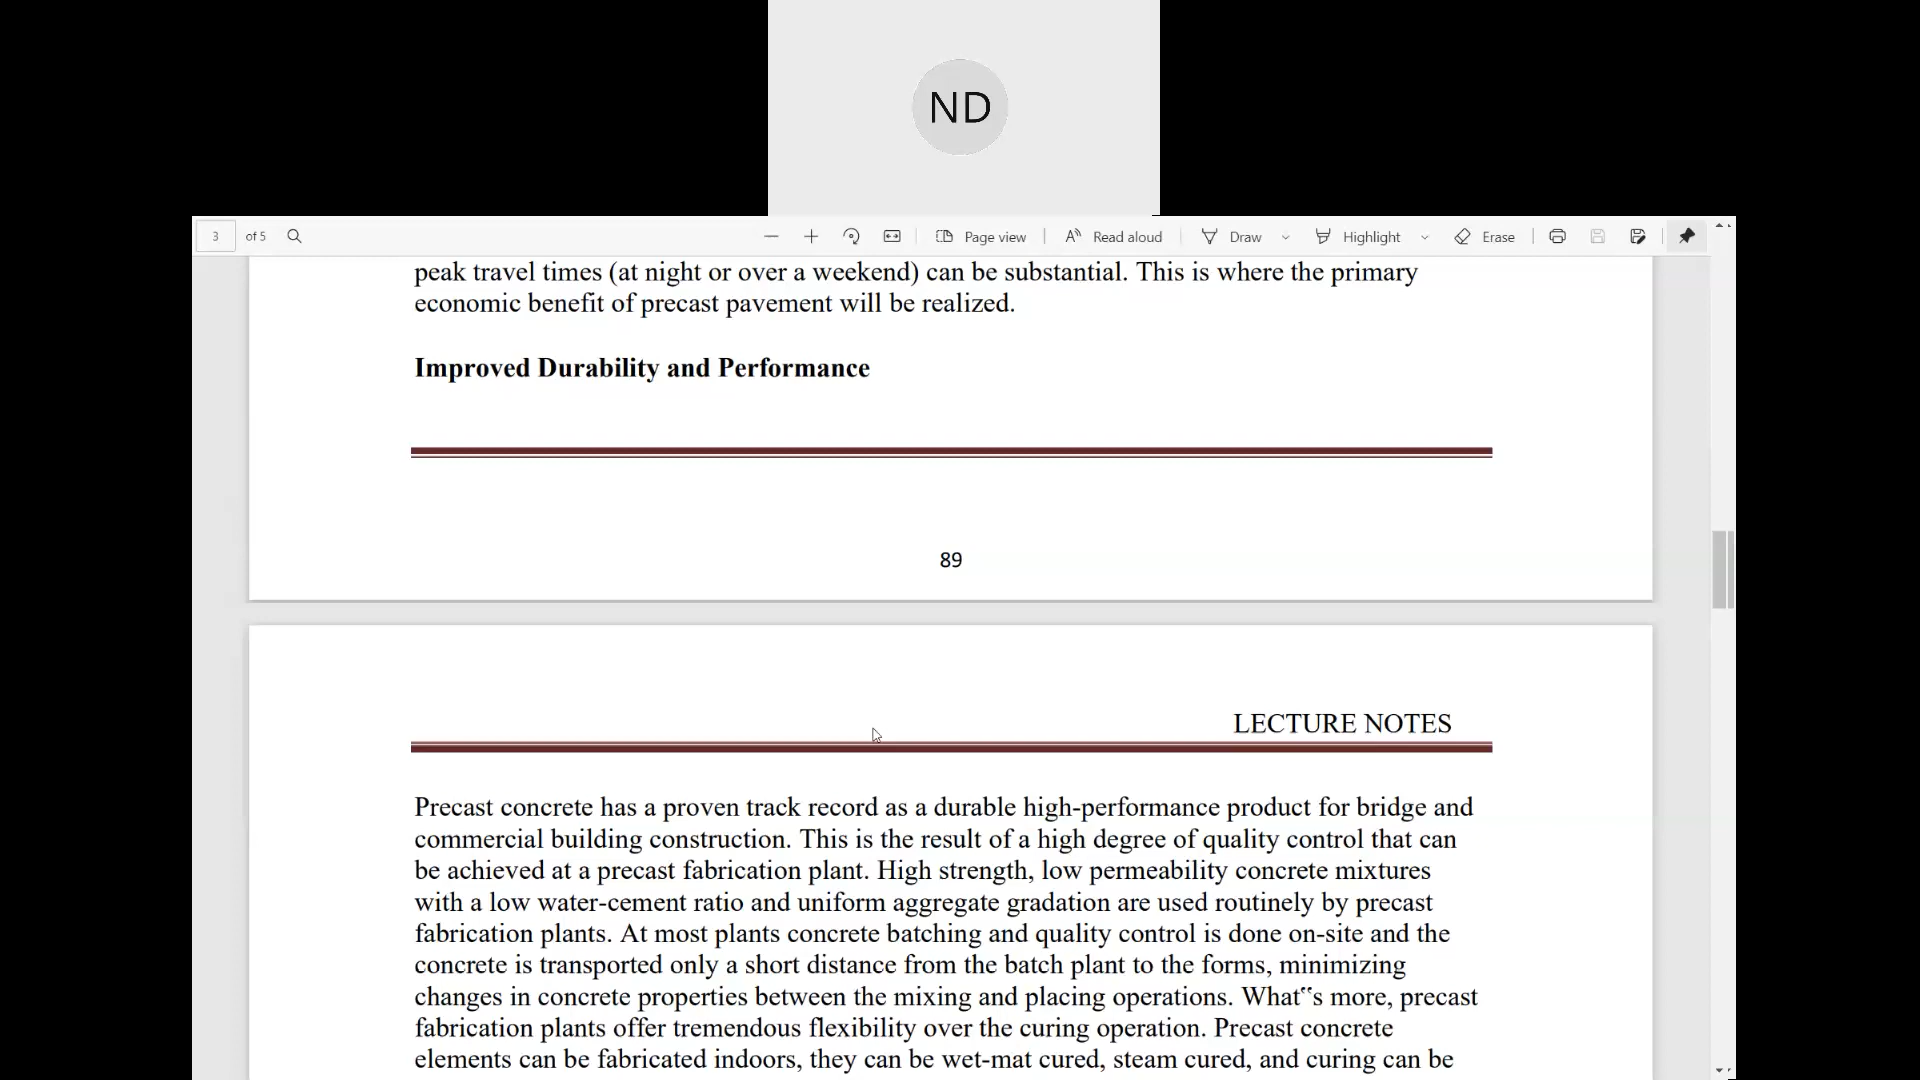 ND
3 of 5 Page view Read aloud Draw Highlight Erase
peak travel times (at night or over a weekend) can be substantial. This is where the primary
economic benefit of precast pavement will be realized.
Improved Durability and Performance
89
LECTURE NOTES
Precast concrete has a proven track record as a durable high-performance product for bridge and
commercial building construction. This is the result of a high degree of quality control that can
be achieved at a precast fabrication plant. High strength, low permeability concrete mixtures
with a low water-cement ratio and uniform aggregate gradation are used routinely by precast
fabrication plants. At most plants concrete batching and quality control is done on-site and the
concrete is transported only a short distance from the batch plant to the forms, minimizing
changes in concrete properties between the mixing and placing operations. What‟s more, precast
fabrication plants offer tremendous flexibility over the curing operation. Precast concrete
elements can be fabricated indoors, they can be wet-mat cured, steam cured, and curing can be